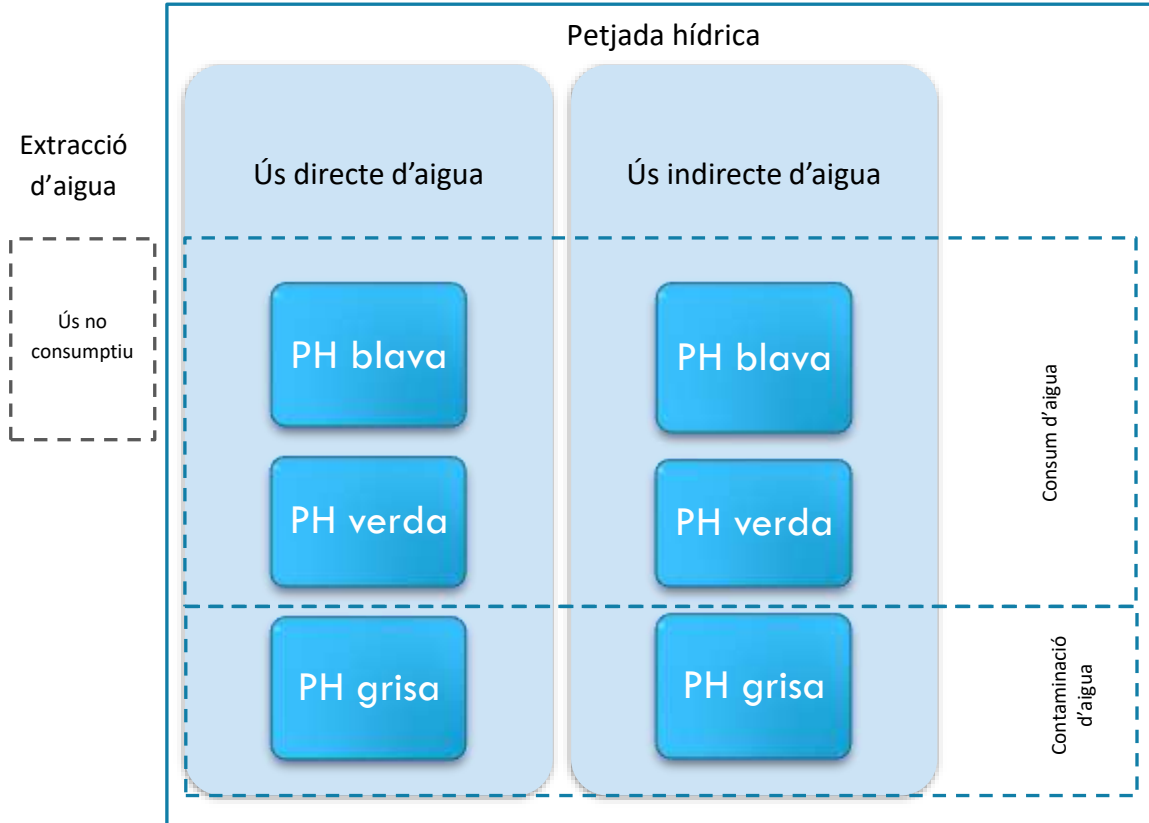 Petjada hídrica
Extracció
d’aigua
Ús directe d’aigua
Ús indirecte d’aigua
Ús no
consumptiu
PH blava
PH blava
PH verda
PH verda
PH grisa
PH grisa
Consum d’aigua
Contaminació
d’aigua